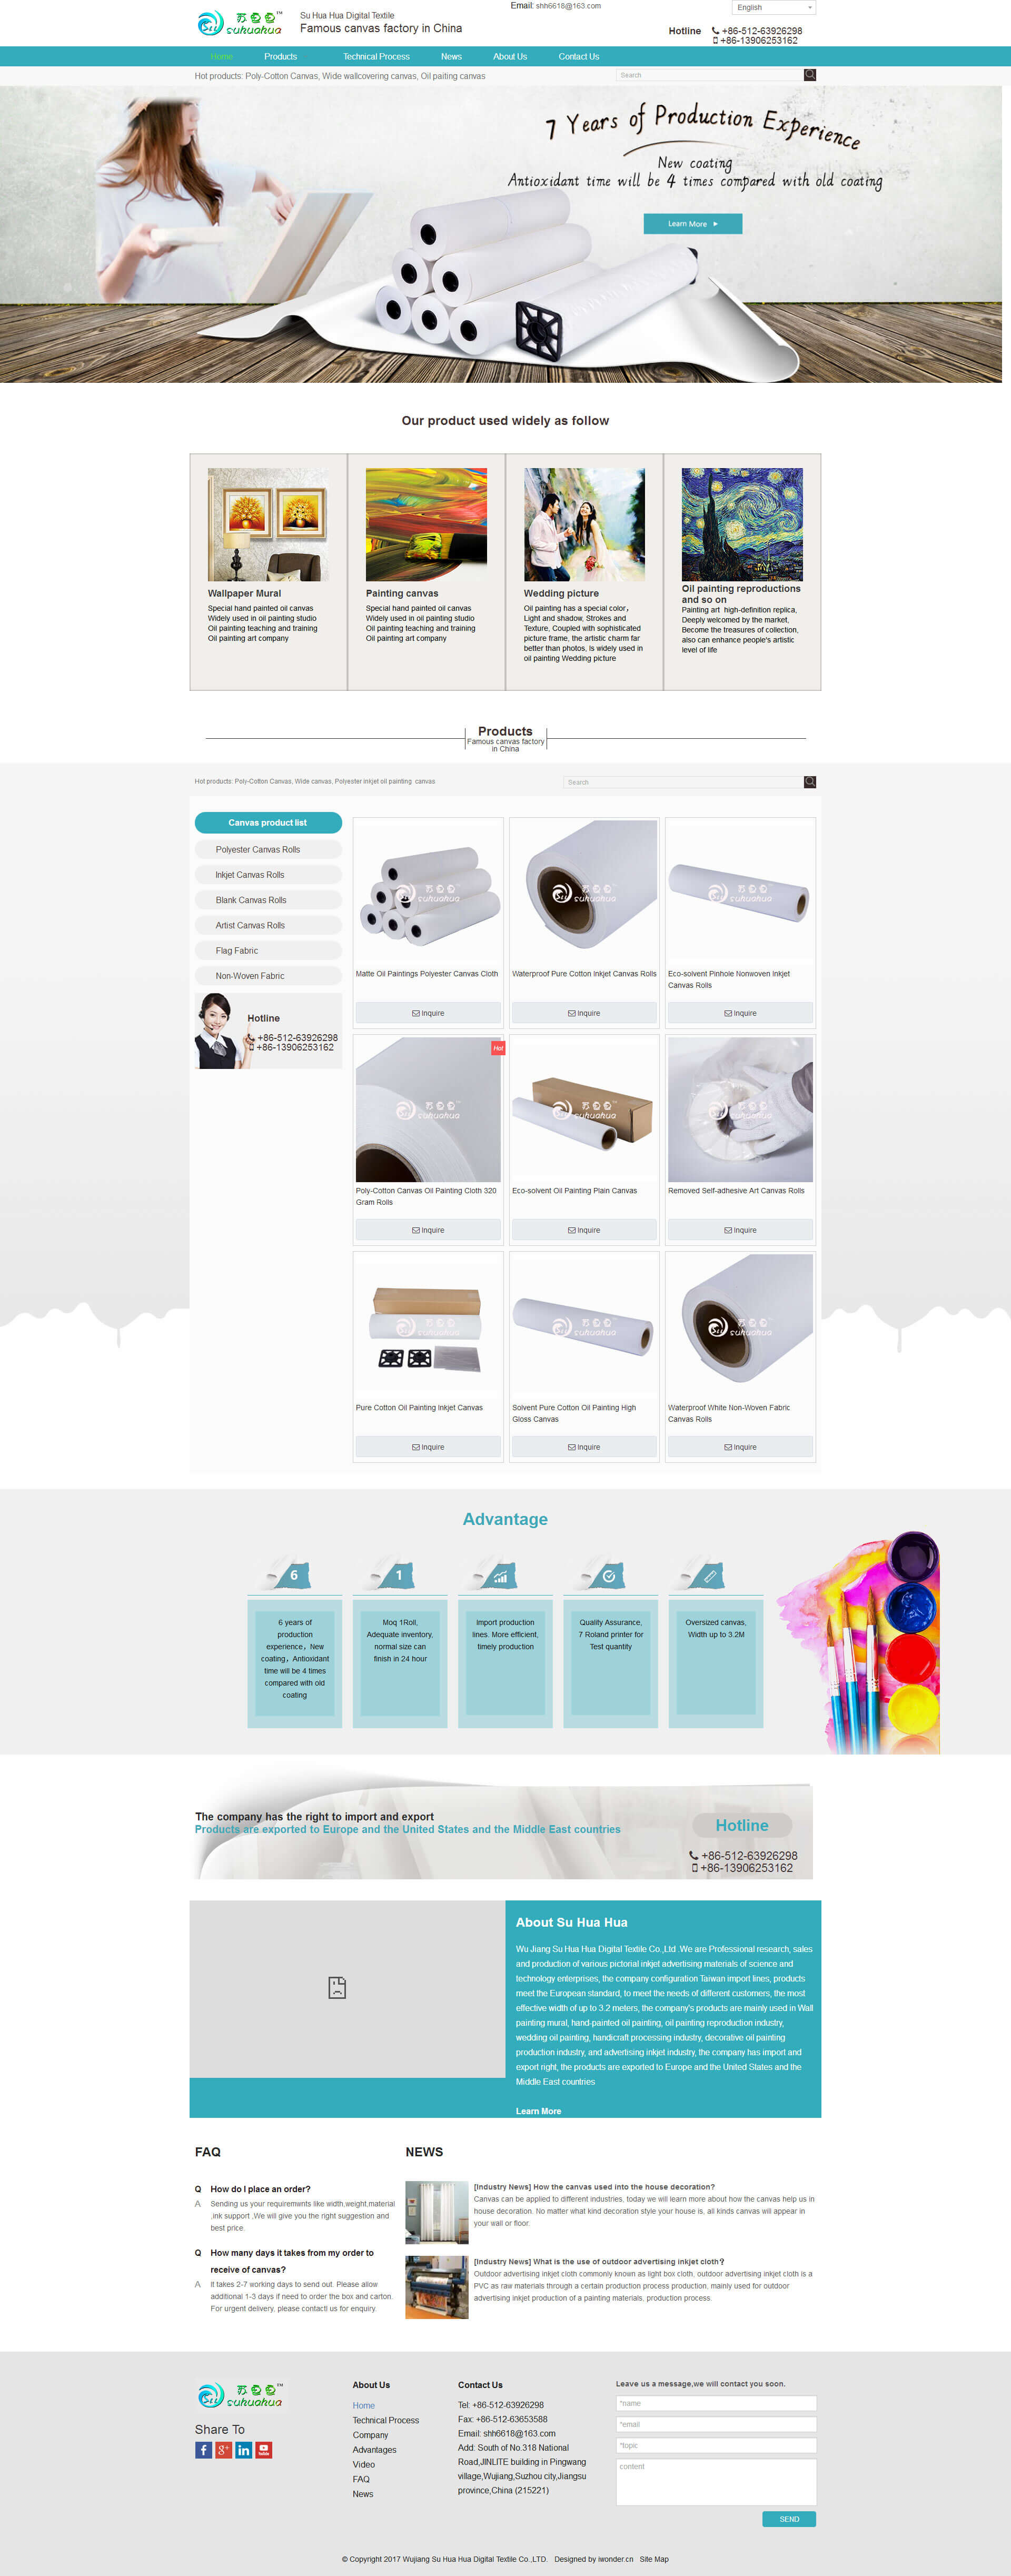 苏画画™
suhuahua
Su Hua Hua Digital Textile
Famous canvas factory in China
Email: shh6618@163.com
English
Hotline
+86-512-63926298
+86-13906253162
Home Products Technical Process News About Us Contact Us
Hot products: Poly-Cotton Canvas, Wide wallcovering canvas, Oil paiting canvas
Search
7 Years of Production Experience
New coating
Antioxidant time will be 4 times compared with old coating
Learn More
Our product used widely as follow
Wallpaper Mural
Special hand painted oil canvas
Widely used in oil painting studio
Oil painting teaching and training
Oil painting art company
Painting canvas
Special hand painted oil canvas
Widely used in oil painting studio
Oil painting teaching and training
Oil painting art company
Wedding picture
Oil painting has a special color,
Light and shadow, Strokes and
Texture, Coupled with sophisticated
picture frame, the artistic charm far
better than photos, is widely used in
oil painting Wedding picture
Oil painting reproductions
and so on
Painting art high-definition replica,
Deeply welcomed by the market,
Become the treasures of collection,
also can enhance people's artistic
level of life
Products
Famous canvas factory
in China
Hot products: Poly-Cotton Canvas, Wide canvas, Polyester inkjet oil painting canvas
Search
Canvas product list
Polyester Canvas Rolls
Inkjet Canvas Rolls
Blank Canvas Rolls
Artist Canvas Rolls
Flag Fabric
Non-Woven Fabric
Hotline
+86-512-63926298
+86-13906253162
Matte Oil Paintings Polyester Canvas Cloth
Inquire
Waterproof Pure Cotton Inkjet Canvas Rolls
Inquire
Eco-solvent Pinhole Nonwoven Inkjet
Canvas Rolls
Inquire
Hot
Poly-Cotton Canvas Oil Painting Cloth 320
Gram Rolls
Inquire
Eco-solvent Oil Painting Plain Canvas
Inquire
Removed Self-adhesive Art Canvas Rolls
Inquire
Pure Cotton Oil Painting Inkjet Canvas
Inquire
Solvent Pure Cotton Oil Painting High
Gloss Canvas
Inquire
Waterproof White Non-Woven Fabric
Canvas Rolls
Inquire
Advantage
6
6 years of
production
experience，New
coating，Antioxidant
time will be 4 times
compared with old
coating
1
Moq 1Roll,
Adequate inventory,
normal size can
finish in 24 hour
Import production
lines. More efficient,
timely production
Quality Assurance,
7 Roland printer for
Test quantity
Oversized canvas,
Width up to 3.2M
The company has the right to import and export
Products are exported to Europe and the United States and the Middle East countries
Hotline
+86-512-63926298
+86-13906253162
About Su Hua Hua
Wu Jiang Su Hua Hua Digital Textile Co.,Ltd .We are Professional research, sales
and production of various pictorial inkjet advertising materials of science and
technology enterprises, the company configuration Taiwan import lines, products
meet the European standard, to meet the needs of different customers, the most
effective width of up to 3.2 meters, the company's products are mainly used in Wall
painting mural, hand-painted oil painting, oil painting reproduction industry,
wedding oil painting, handicraft processing industry, decorative oil painting
production industry, and advertising inkjet industry, the company has import and
export right, the products are exported to Europe and the United States and the
Middle East countries
Learn More
FAQ
Q How do I place an order?
A Sending us your requiremwnts like width,weight,material
,ink support ,We will give you the right suggestion and
best price.
Q How many days it takes from my order to
receive of canvas?
A It takes 2-7 working days to send out. Please allow
additional 1-3 days if need to order the box and carton.
For urgent delivery, please contactl us for enquiry.
NEWS
[Industry News] How the canvas used into the house decoration?
Canvas can be applied to different industries, today we will learn more about how the canvas help us in
house decoration. No matter what kind decoration style your house is, all kinds canvas will appear in
your wall or floor.
[Industry News] What is the use of outdoor advertising inkjet cloth？
Outdoor advertising inkjet cloth commonly known as light box cloth, outdoor advertising inkjet cloth is a
PVC as raw materials through a certain production process production, mainly used for outdoor
advertising inkjet production of a painting materials, production process.
苏画画™
suhuahua
Share To
About Us
Home
Technical Process
Company
Advantages
Video
FAQ
News
Contact Us
Tel: +86-512-63926298
Fax: +86-512-63653588
Email: shh6618@163.com
Add: South of No.318 National
Road,JINLITE building in Pingwang
village,Wujiang,Suzhou city,Jiangsu
province,China (215221)
Leave us a message,we will contact you soon.
*name
*email
*topic
content
SEND
© Copyright 2017 Wujiang Su Hua Hua Digital Textile Co.,LTD. Designed by iwonder.cn Site Map